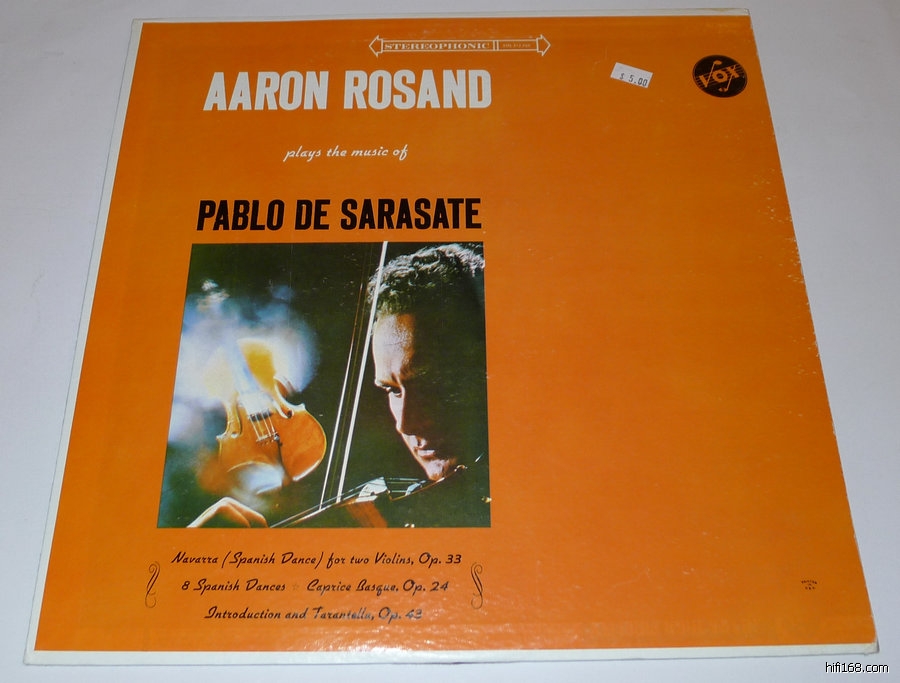 STEREOPHONIC
VOX
$ 5.00
AARON ROSAND
plays the music of
PABLO DE SARASATE
Navarra (Spanish Dance) for two Violins, Op. 33
8 Spanish Dances ☆ Caprice Basque, Op. 24
Introduction and Tarantella, Op. 43
hifi168.com